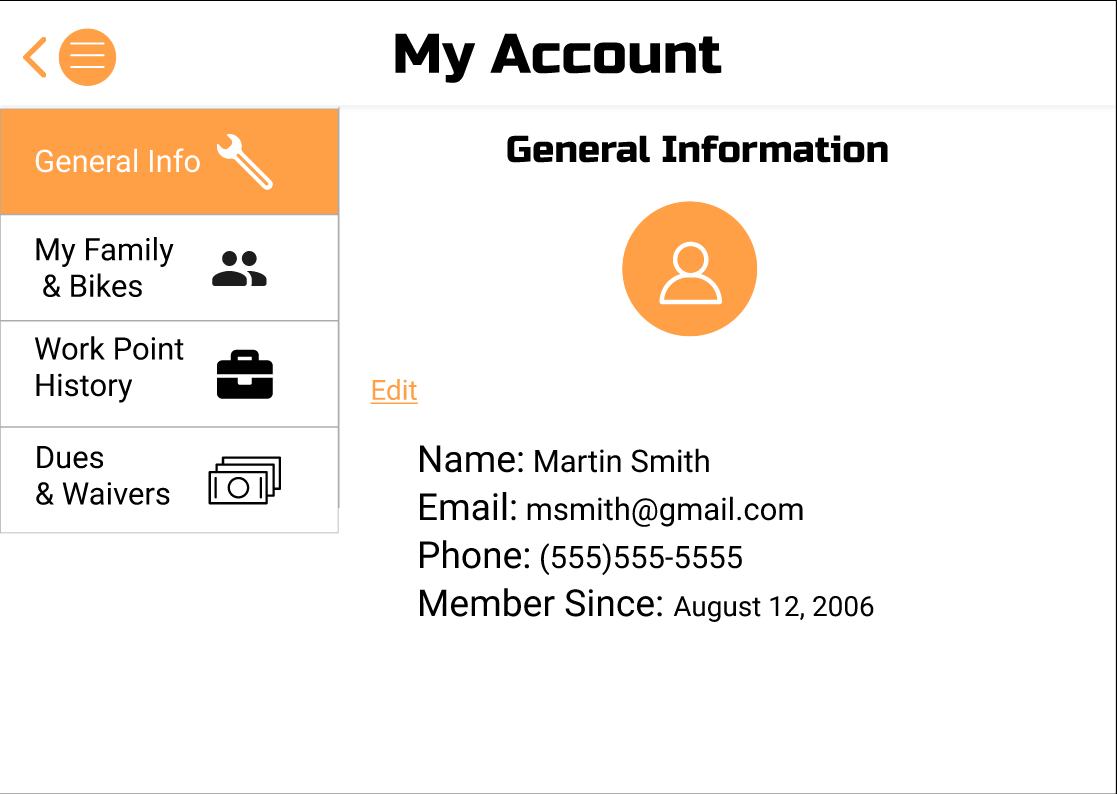 My Account
General Info
My Family
& Bikes
Work Point
History
Dues
& Waivers
General Information
Edit
Name: Martin Smith
Email: msmith@gmail.com
Phone: (555)555-5555
Member Since: August 12, 2006